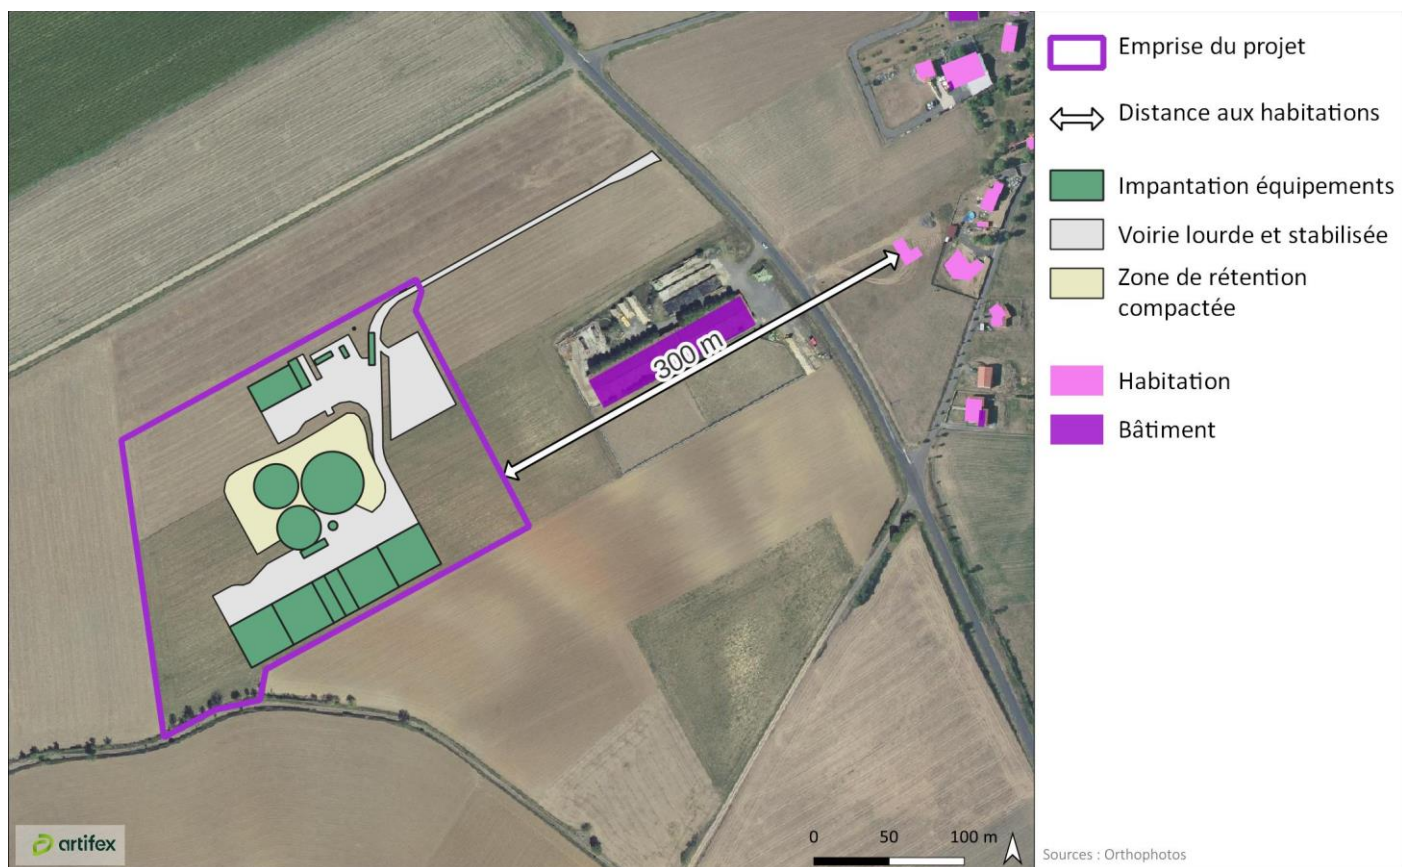 Emprise du projet
Distance aux habitations
Impantation équipements
Voirie lourde et stabilisée
Zone de rétention
compactée
Habitation
Bâtiment
300 m
artifex
0 50 100 m
Sources : Orthophotos